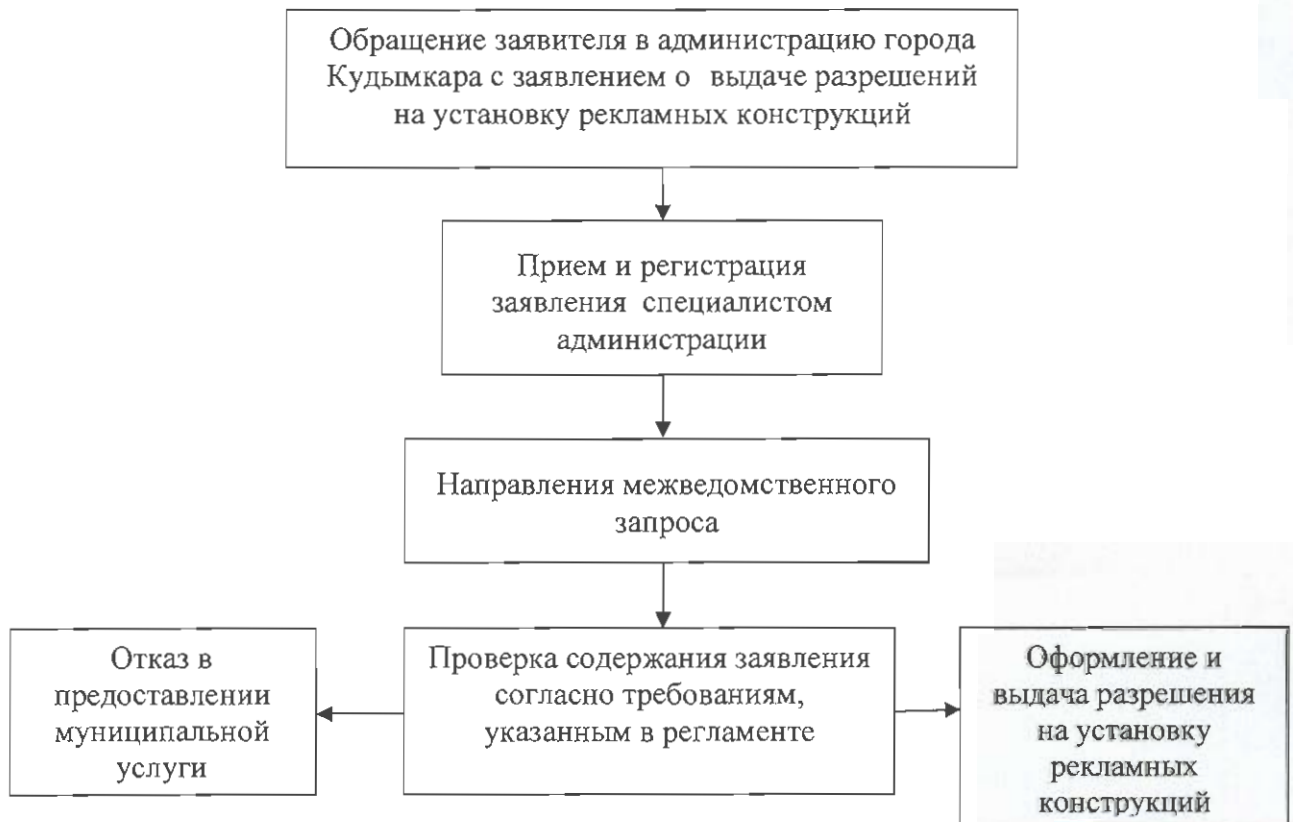 Обращение заявителя в администрацию города
Кудымкара с заявлением о выдаче разрешений
на установку рекламных конструкций
Прием и регистрация
заявления специалистом
администрации
Направления межведомственного
запроса
Отказ в
предоставлении
муниципальной
услуги
Проверка содержания заявления
согласно требованиям,
указанным в регламенте
Оформление и
выдача разрешения
на установку
рекламных
конструкций